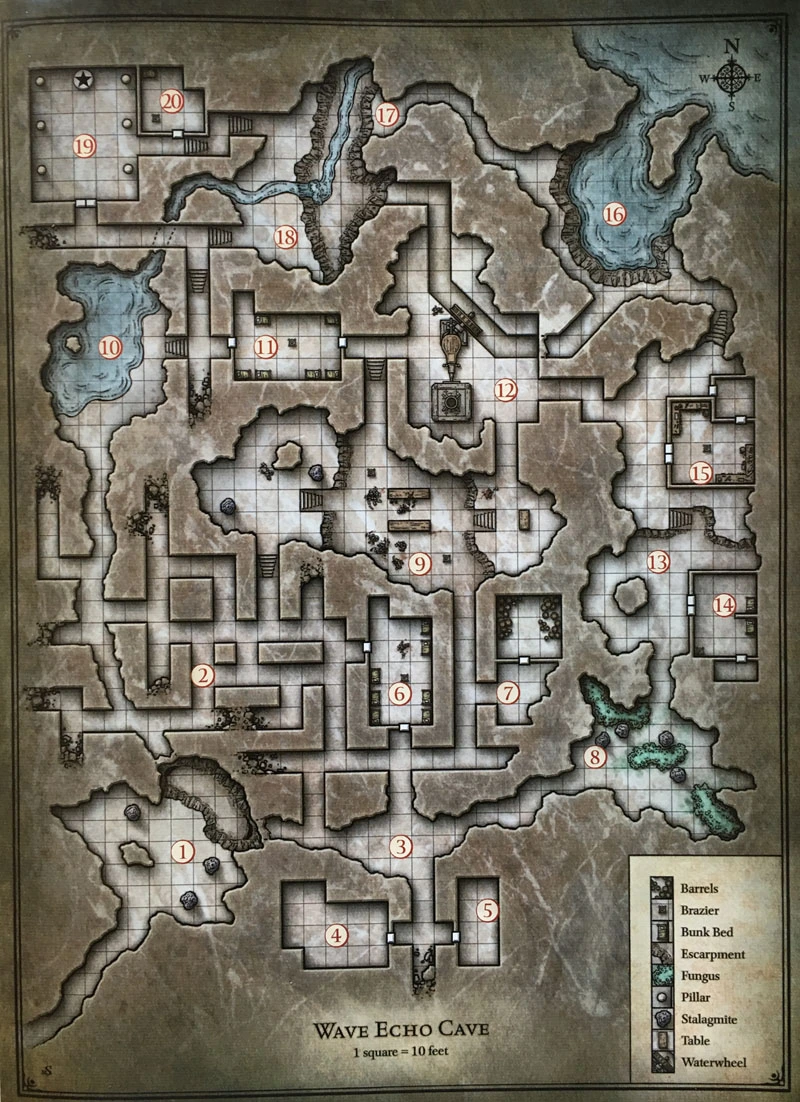 N
W E
S
20
17
19
16
18
10
11
12
15
9
13
14
2
6
7
8
1
3
5
4
Barrels
Brazier
Bunk Bed
Escarpment
Fungus
Pillar
Stalagmite
Table
Waterwheel
Wave Echo Cave
1 square = 10 feet